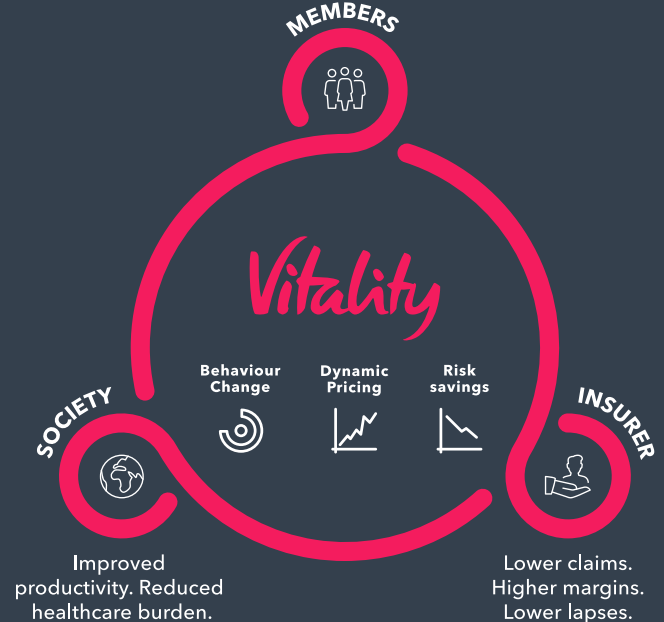 MEMBERS
Vitality
Behaviour
Change
Dynamic
Pricing
Risk
savings
SOCIETY
Improved
productivity. Reduced
healthcare burden.
INSURER
Lower claims.
Higher margins.
Lower lapses.